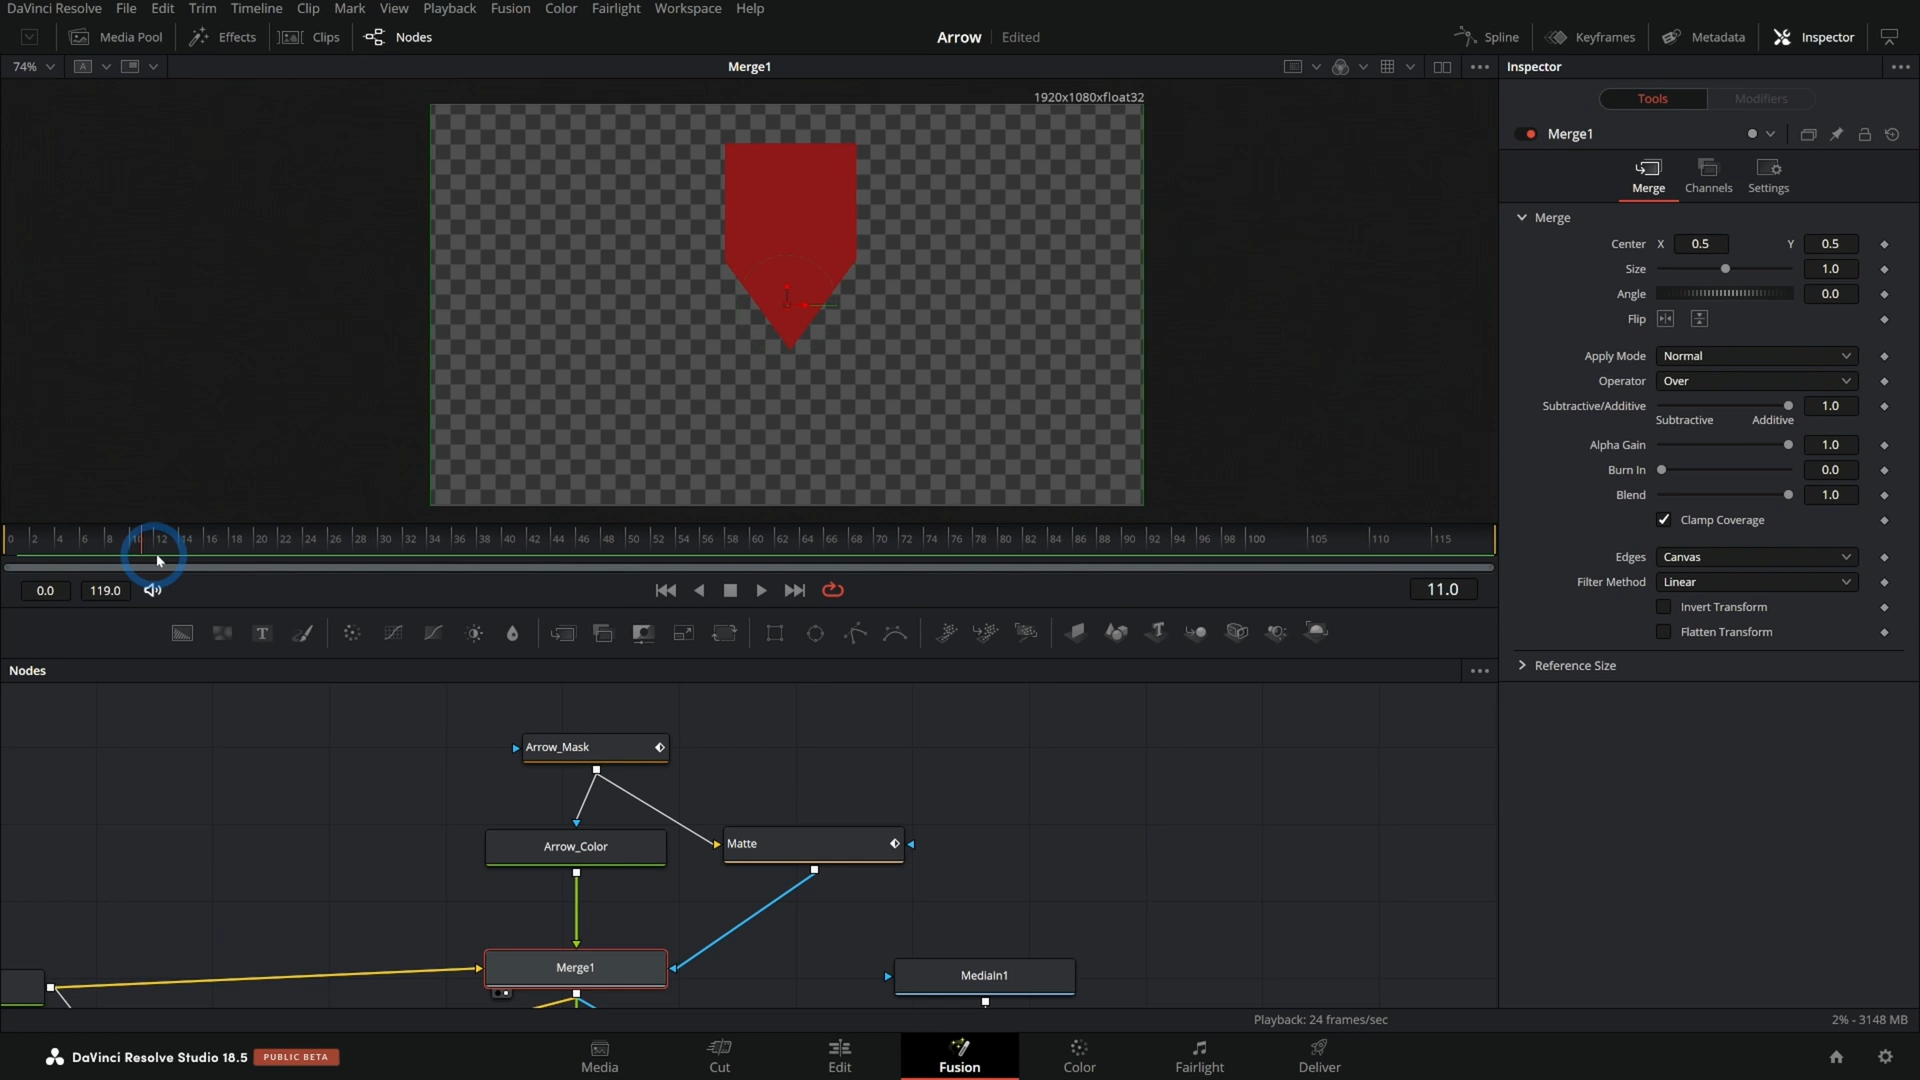 DaVinci Resolve File Edit Trim Timeline Clip Mark View Playback Fusion Color Fairlight Workspace Help
Media Pool Effects Clips Nodes Arrow Edited Spline Keyframes Metadata Inspector
74% A Merge1 Inspector
1920x1080xfloat32
Tools Modifiers
Merge1
Merge Channels Settings
Merge
Center X 0.5 Y 0.5
Size 1.0
Angle 0.0
Flip
Apply Mode Normal
Operator Over
Subtractive/Additive 1.0
Subtractive Additive
Alpha Gain 1.0
Burn In 0.0
Blend 1.0
Clamp Coverage
Edges Canvas
Filter Method Linear
Invert Transform
Flatten Transform
Reference Size
0 2 4 6 8 10 12 14 16 18 20 22 24 26 28 30 32 34 36 38 40 42 44 46 48 50 52 54 56 58 60 62 64 66 68 70 72 74 76 78 80 82 84 86 88 90 92 94 96 98 100 105 110 115
0.0 119.0 11.0
T T
Nodes
Arrow_Mask
Arrow_Color
Matte
Merge1
MediaIn1
Playback: 24 frames/sec 2% - 3148 MB
DaVinci Resolve Studio 18.5 PUBLIC BETA
Media Cut Edit Fusion Color Fairlight Deliver